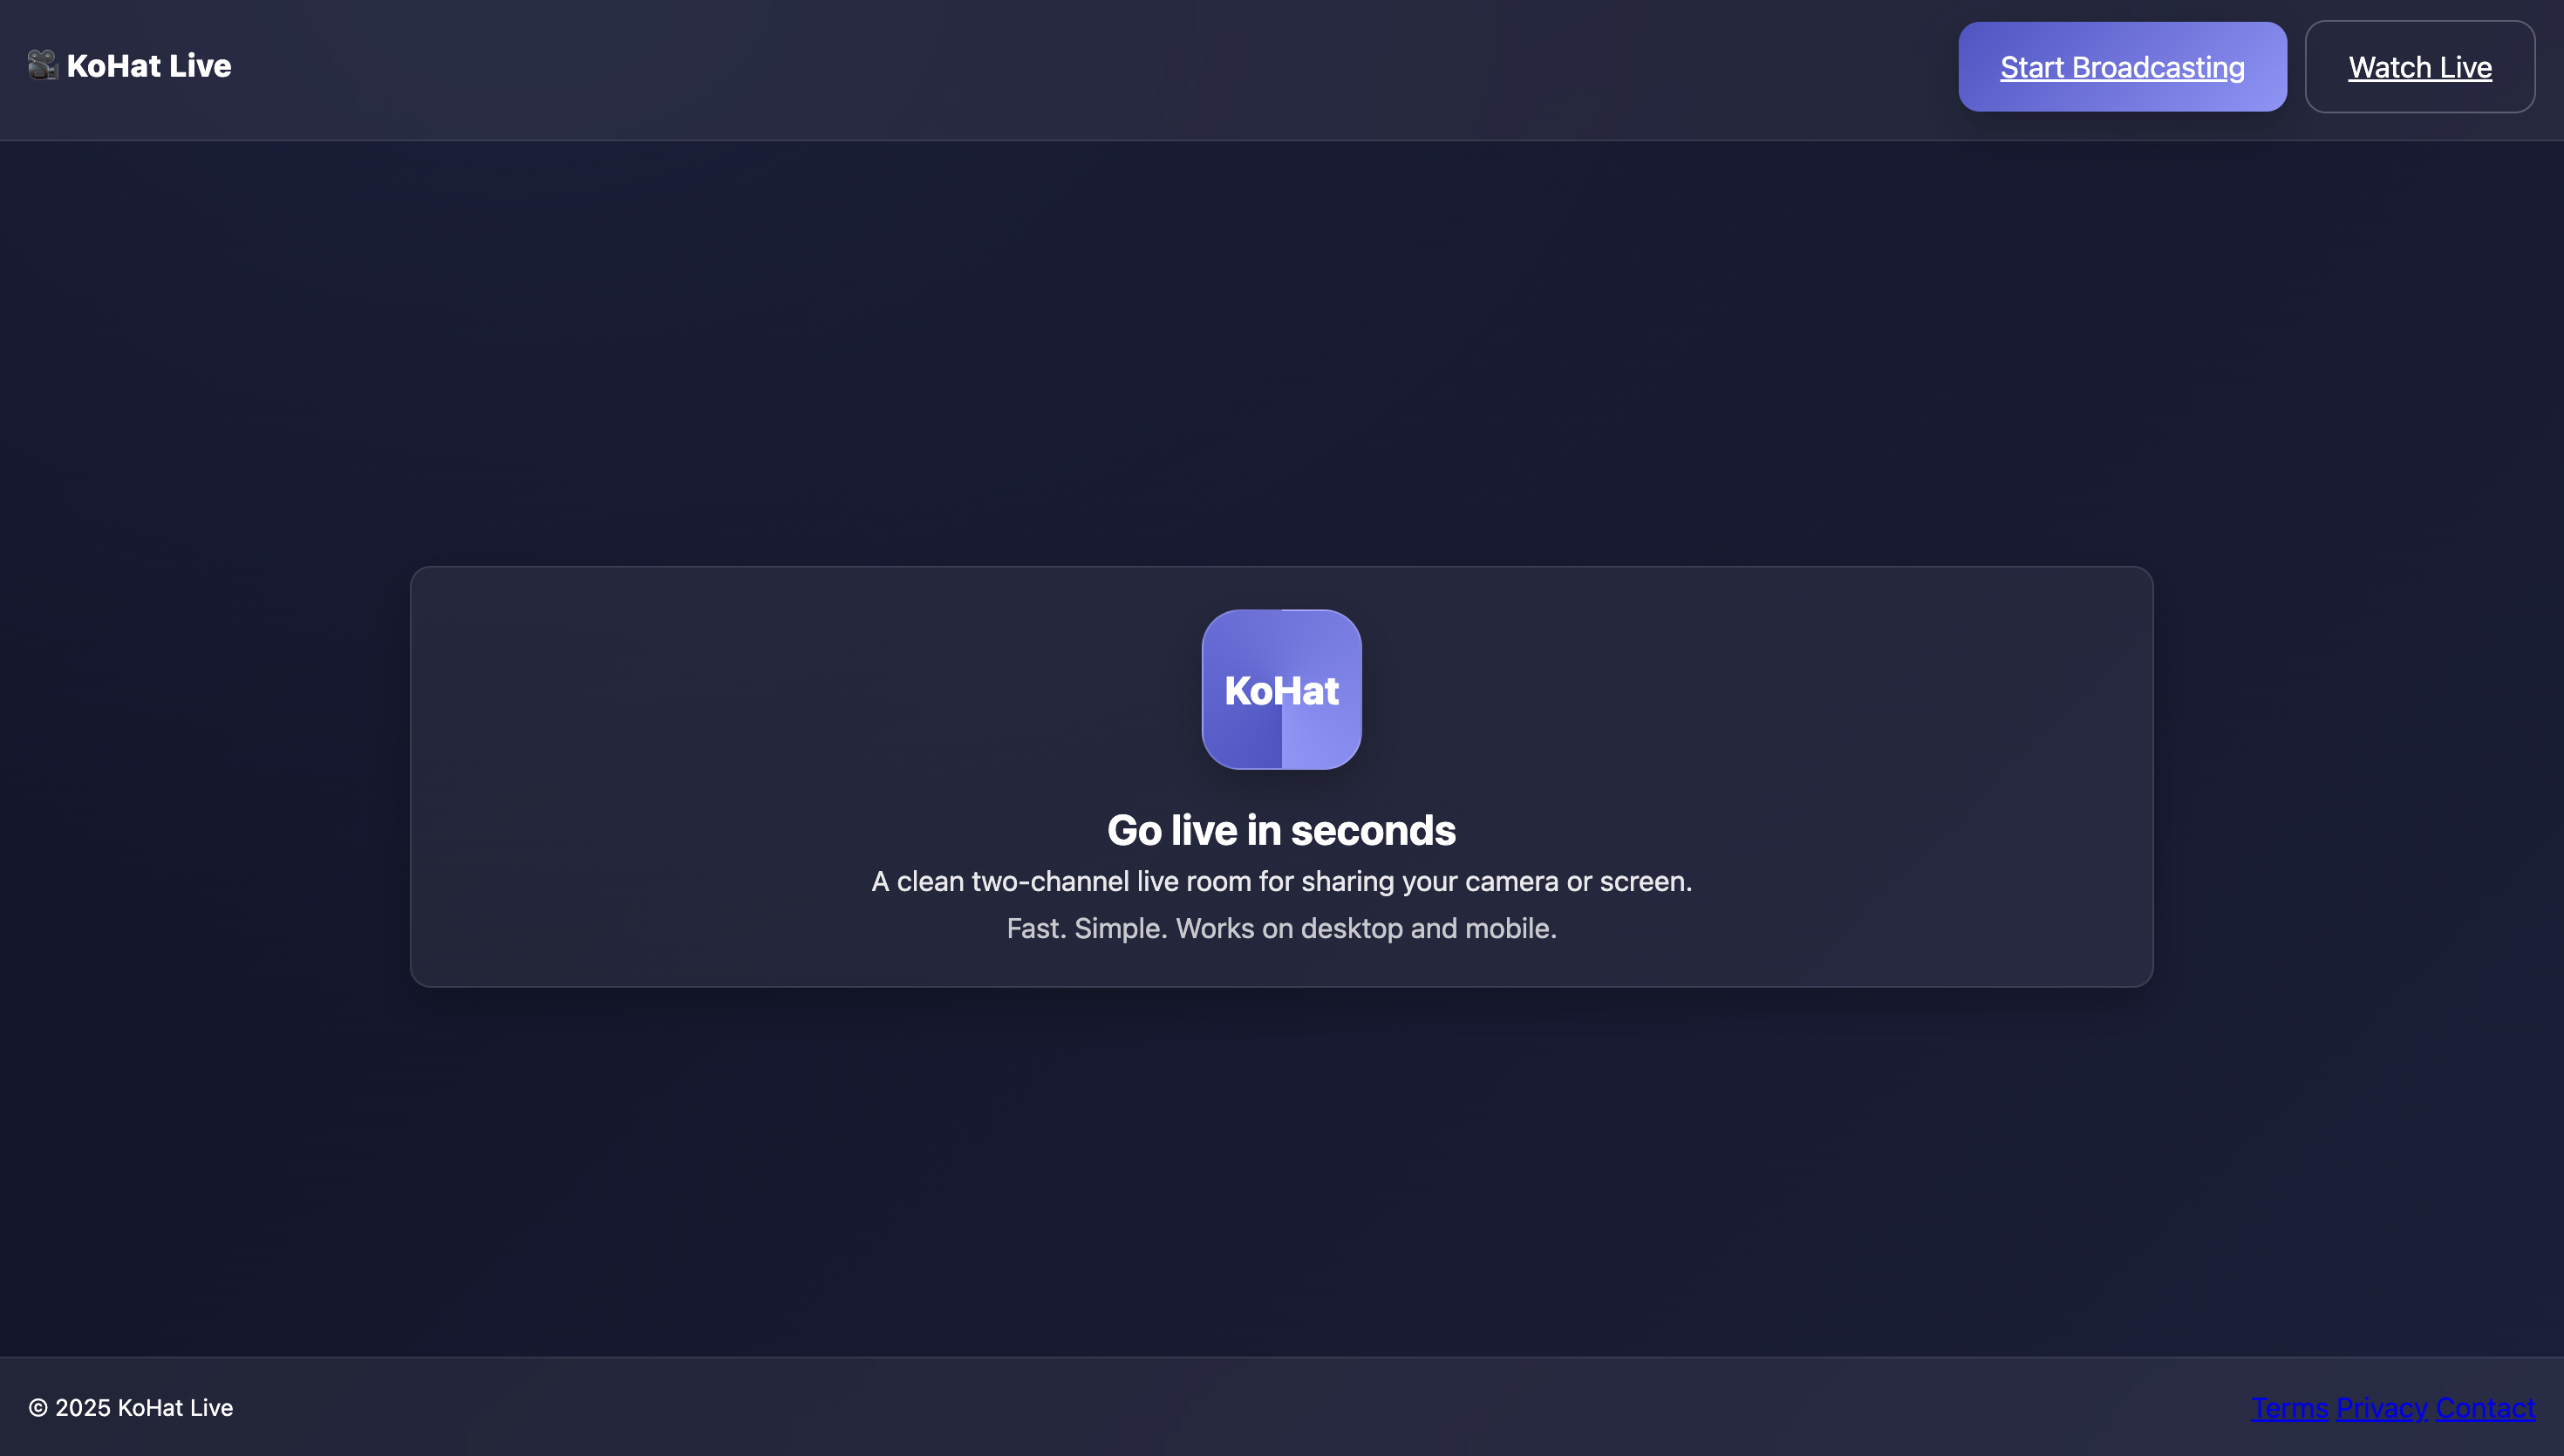 KoHat Live
Start Broadcasting
Watch Live
KoHat
Go live in seconds
A clean two-channel live room for sharing your camera or screen.
Fast. Simple. Works on desktop and mobile.
© 2025 KoHat Live
Terms Privacy Contact